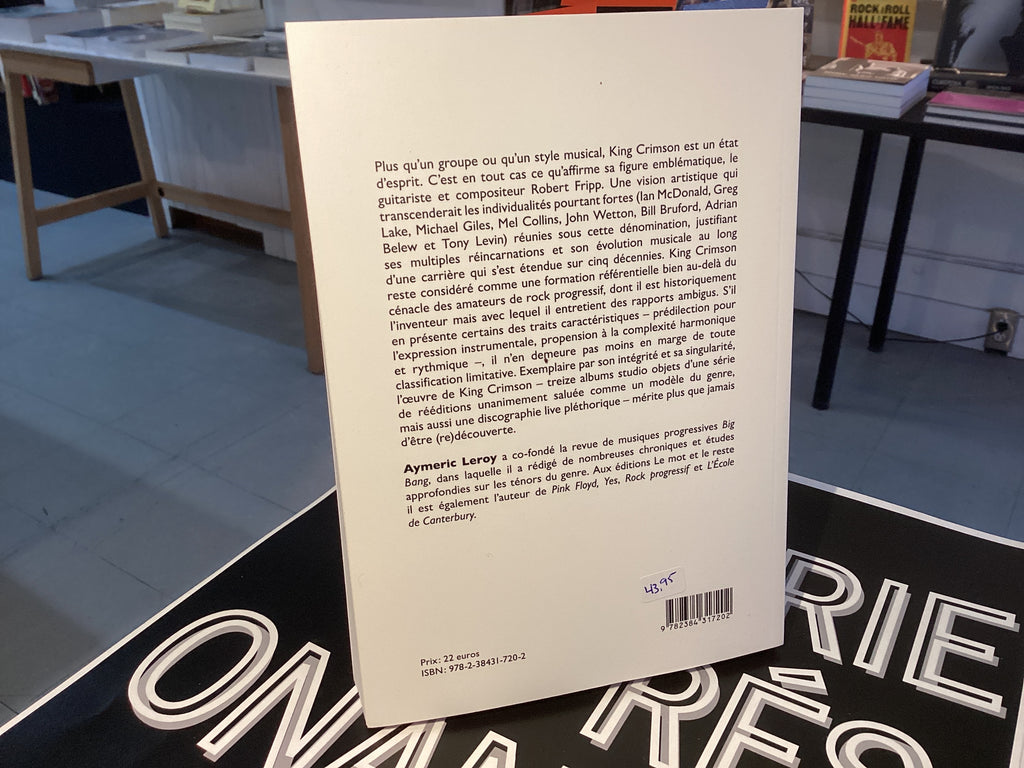 ROCK AND ROLL
HALL OF FAME
Plus qu'un groupe ou qu'un style musical, King Crimson est un état
d'esprit. C'est en tout cas ce qu'affirme sa figure emblématique, le
guitariste et compositeur Robert Fripp. Une vision artistique qui
transcenderait les individualités pourtant fortes (Ian McDonald, Greg
Lake, Michael Giles, Mel Collins, John Wetton, Bill Bruford, Adrian
Belew et Tony Levin) réunies sous cette dénomination, justifiant
ses multiples réincarnations et son évolution musicale au long
d'une carrière qui s'est étendue sur cinq décennies. King Crimson
reste considéré comme une formation référentielle bien au-delà du
cénacle des amateurs de rock progressif, dont il est historiquement
l'inventeur mais avec lequel il entretient des rapports ambigus. S'il
en présente certains des traits caractéristiques – prédilection pour
l'expression instrumentale, propension à la complexité harmonique
et rythmique –, il n'en demeure pas moins en marge de toute
classification limitative. Exemplaire par son intégrité et sa singularité,
l'œuvre de King Crimson – treize albums studio objets d'une série
de rééditions unanimement saluée comme un modèle du genre,
mais aussi une discographie live pléthorique – mérite plus que jamais
d'être (re)découverte.
Aymeric Leroy a co-fondé la revue de musiques progressives Big
Bang, dans laquelle il a rédigé de nombreuses chroniques et études
approfondies sur les ténors du genre. Aux éditions Le mot et le reste
il est également l'auteur de Pink Floyd, Yes, Rock progressif et L'École
de Canterbury.
43,95
9 782384 317202
Prix : 22 euros
ISBN : 978-2-38431-720-2
RIE
ON
RÉS